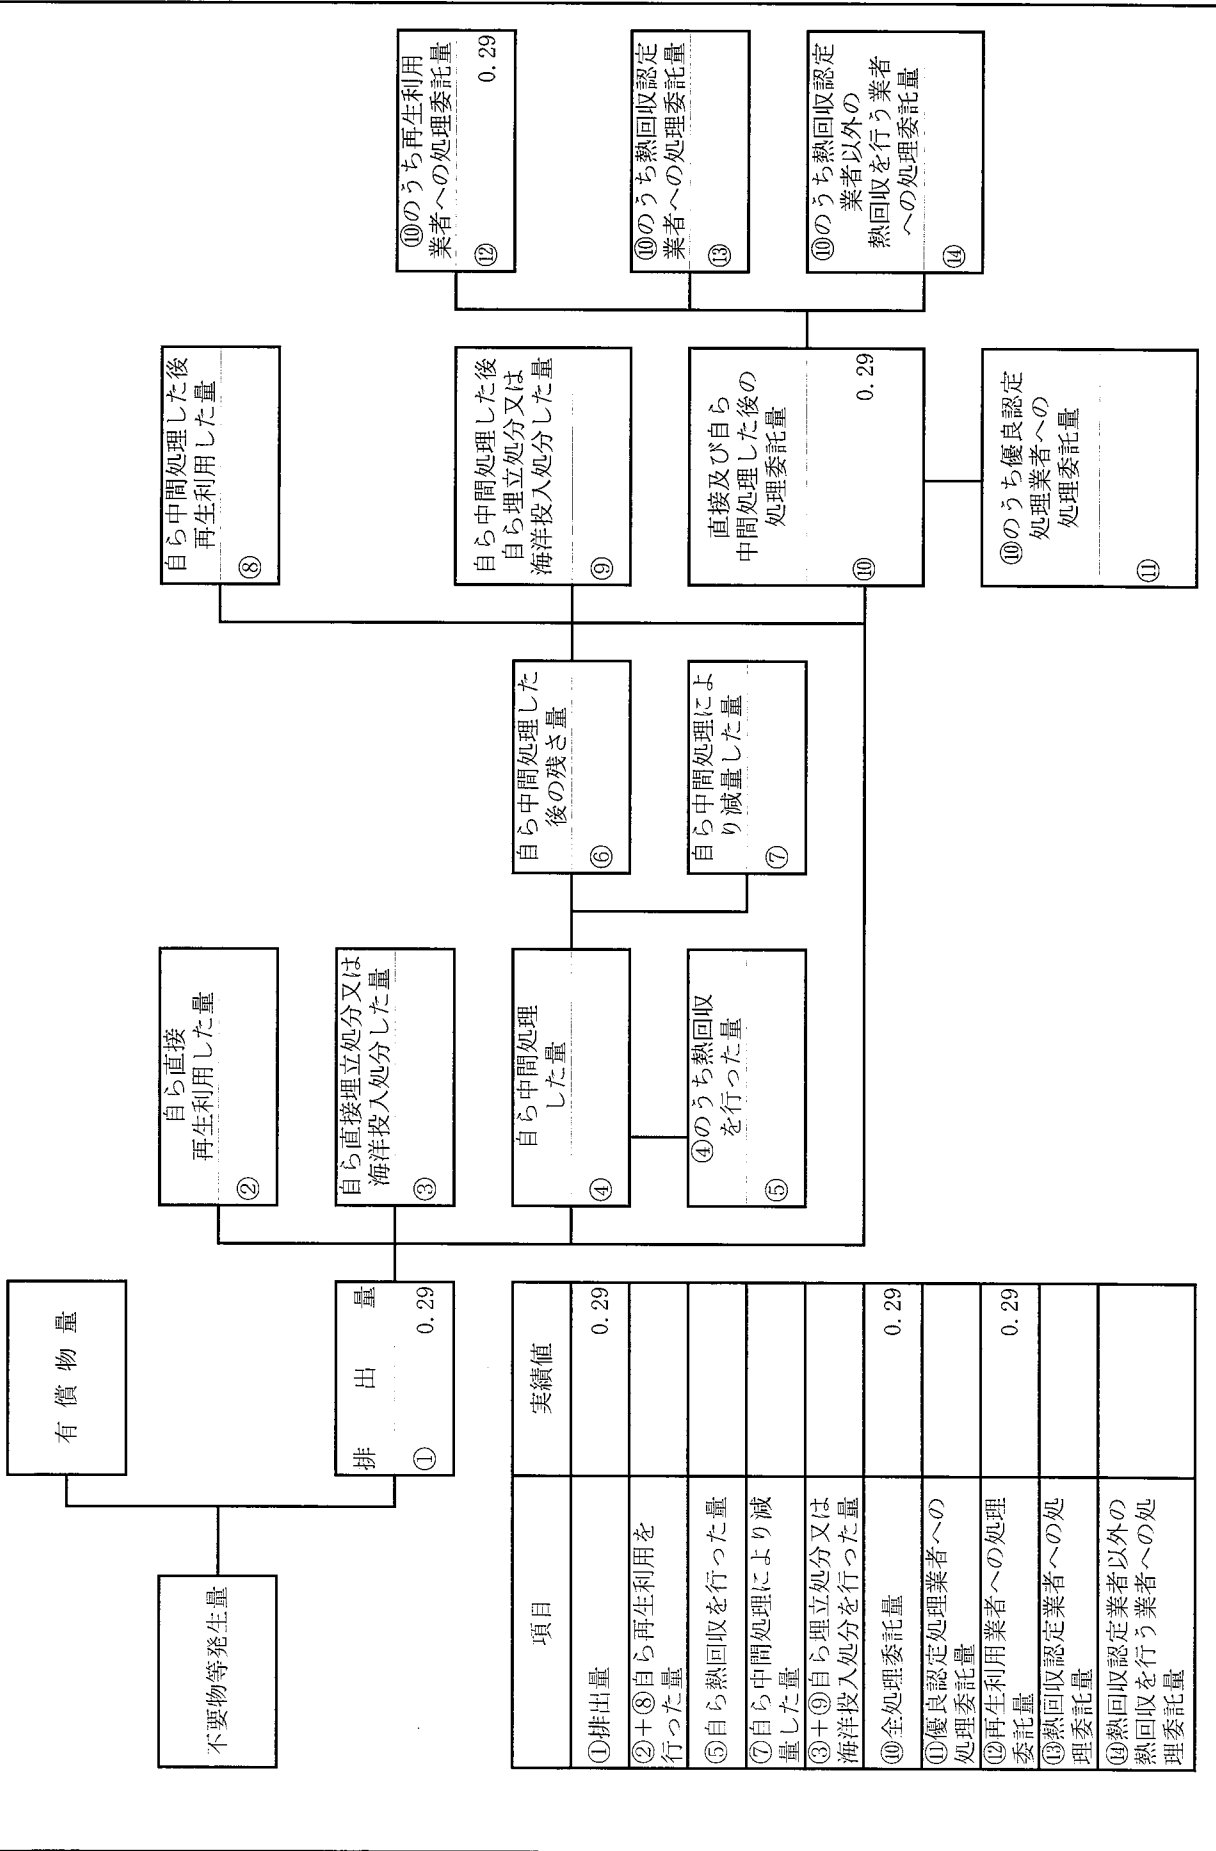 不要物等発生量
有償物量
排出量
① 0.29
自ら直接
再生利用した量
②
自ら直接埋立処分又は
海洋投入処分した量
③
自ら中間処理
した量
④
④のうち熱回収
を行った量
⑤
自ら中間処理した
後の残さ量
⑥
自ら中間処理によ
り減量した量
⑦
自ら中間処理した後
再生利用した量
⑧
自ら中間処理した後
自ら埋立処分又は
海洋投入処分した量
⑨
直接及び自ら
中間処理した後の
処理委託量
⑩ 0.29
⑩のうち優良認定
処理業者への
処理委託量
⑪
⑩のうち再生利用
業者への処理委託量
⑫ 0.29
⑩のうち熱回収認定
業者への処理委託量
⑬
⑩のうち熱回収認定
業者以外の
熱回収を行う業者
への処理委託量
⑭
項目 実績値
①排出量 0.29
②+⑧自ら再生利用を
行った量
⑤自ら熱回収を行った量
⑦自ら中間処理により減
量した量
③+⑨自ら埋立処分又は
海洋投入処分を行った量
⑩全処理委託量 0.29
⑪優良認定処理業者への
処理委託量
⑫再生利用業者への処理
委託量 0.29
⑬熱回収認定業者への処
理委託量
⑭熱回収認定業者以外の
熱回収を行う業者への処
理委託量